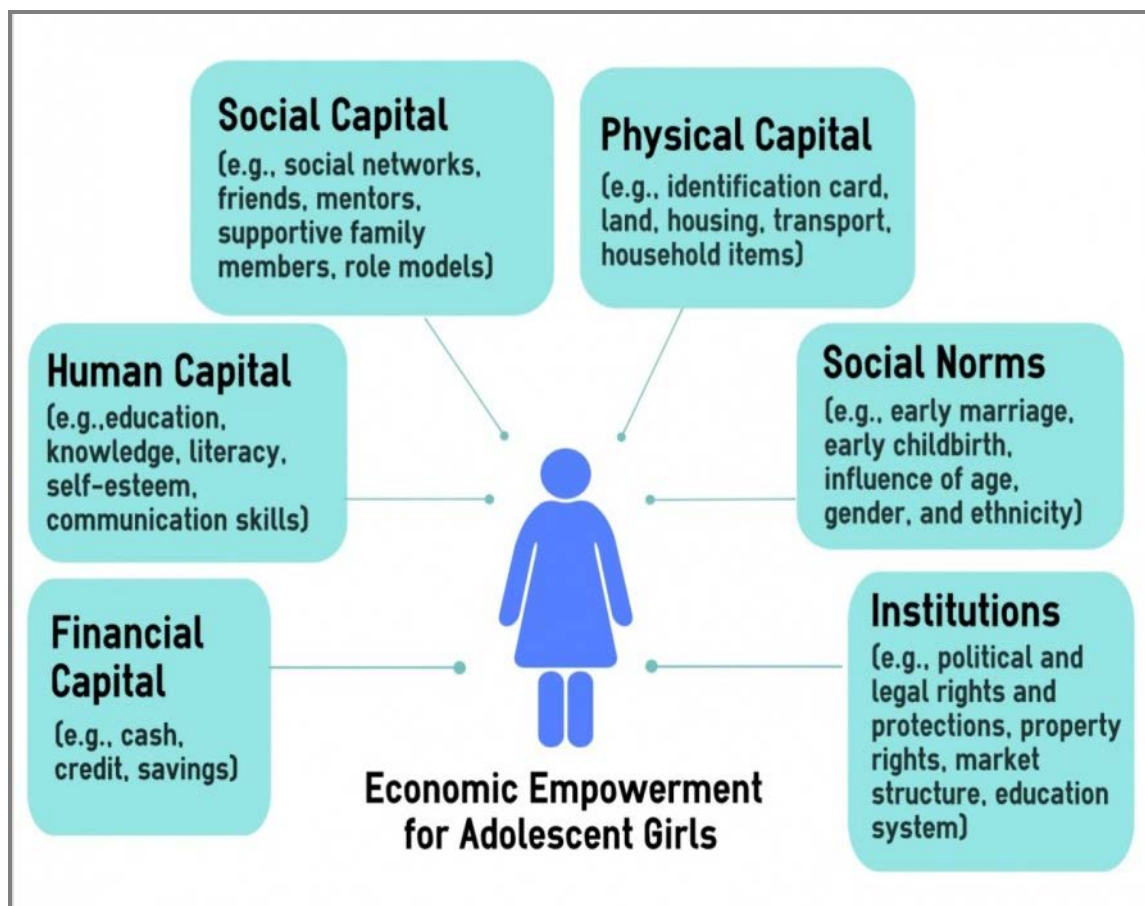 Social Capital
(e.g., social networks,
friends, mentors,
supportive family
members, role models)
Physical Capital
(e.g., identification card,
land, housing, transport,
household items)
Human Capital
(e.g.,education,
knowledge, literacy,
self-esteem,
communication skills)
Social Norms
(e.g., early marriage,
early childbirth,
influence of age,
gender, and ethnicity)
Financial
Capital
(e.g., cash,
credit, savings)
Institutions
(e.g., political and
legal rights and
protections, property
rights, market
structure, education
system)
Economic Empowerment
for Adolescent Girls